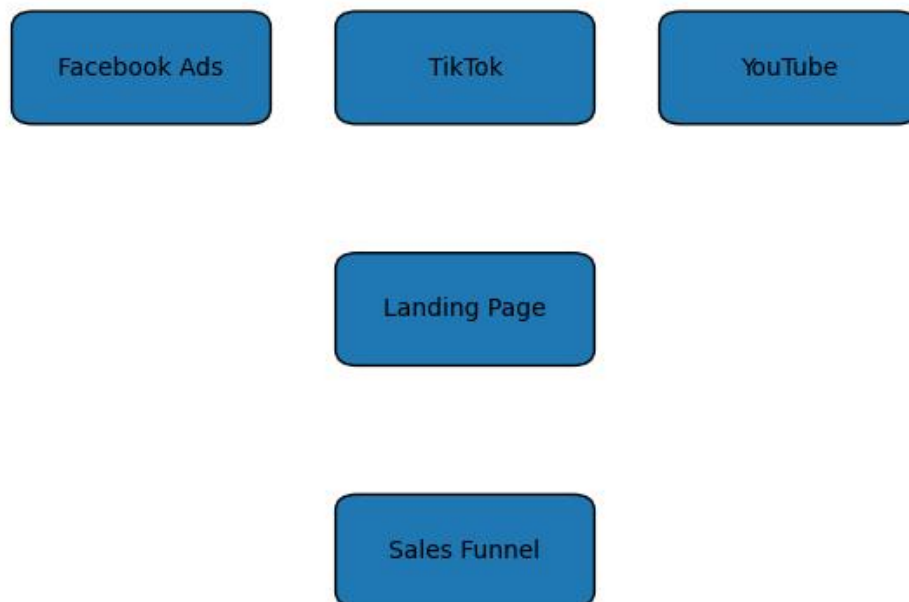 Facebook Ads
TikTok
YouTube
Landing Page
Sales Funnel